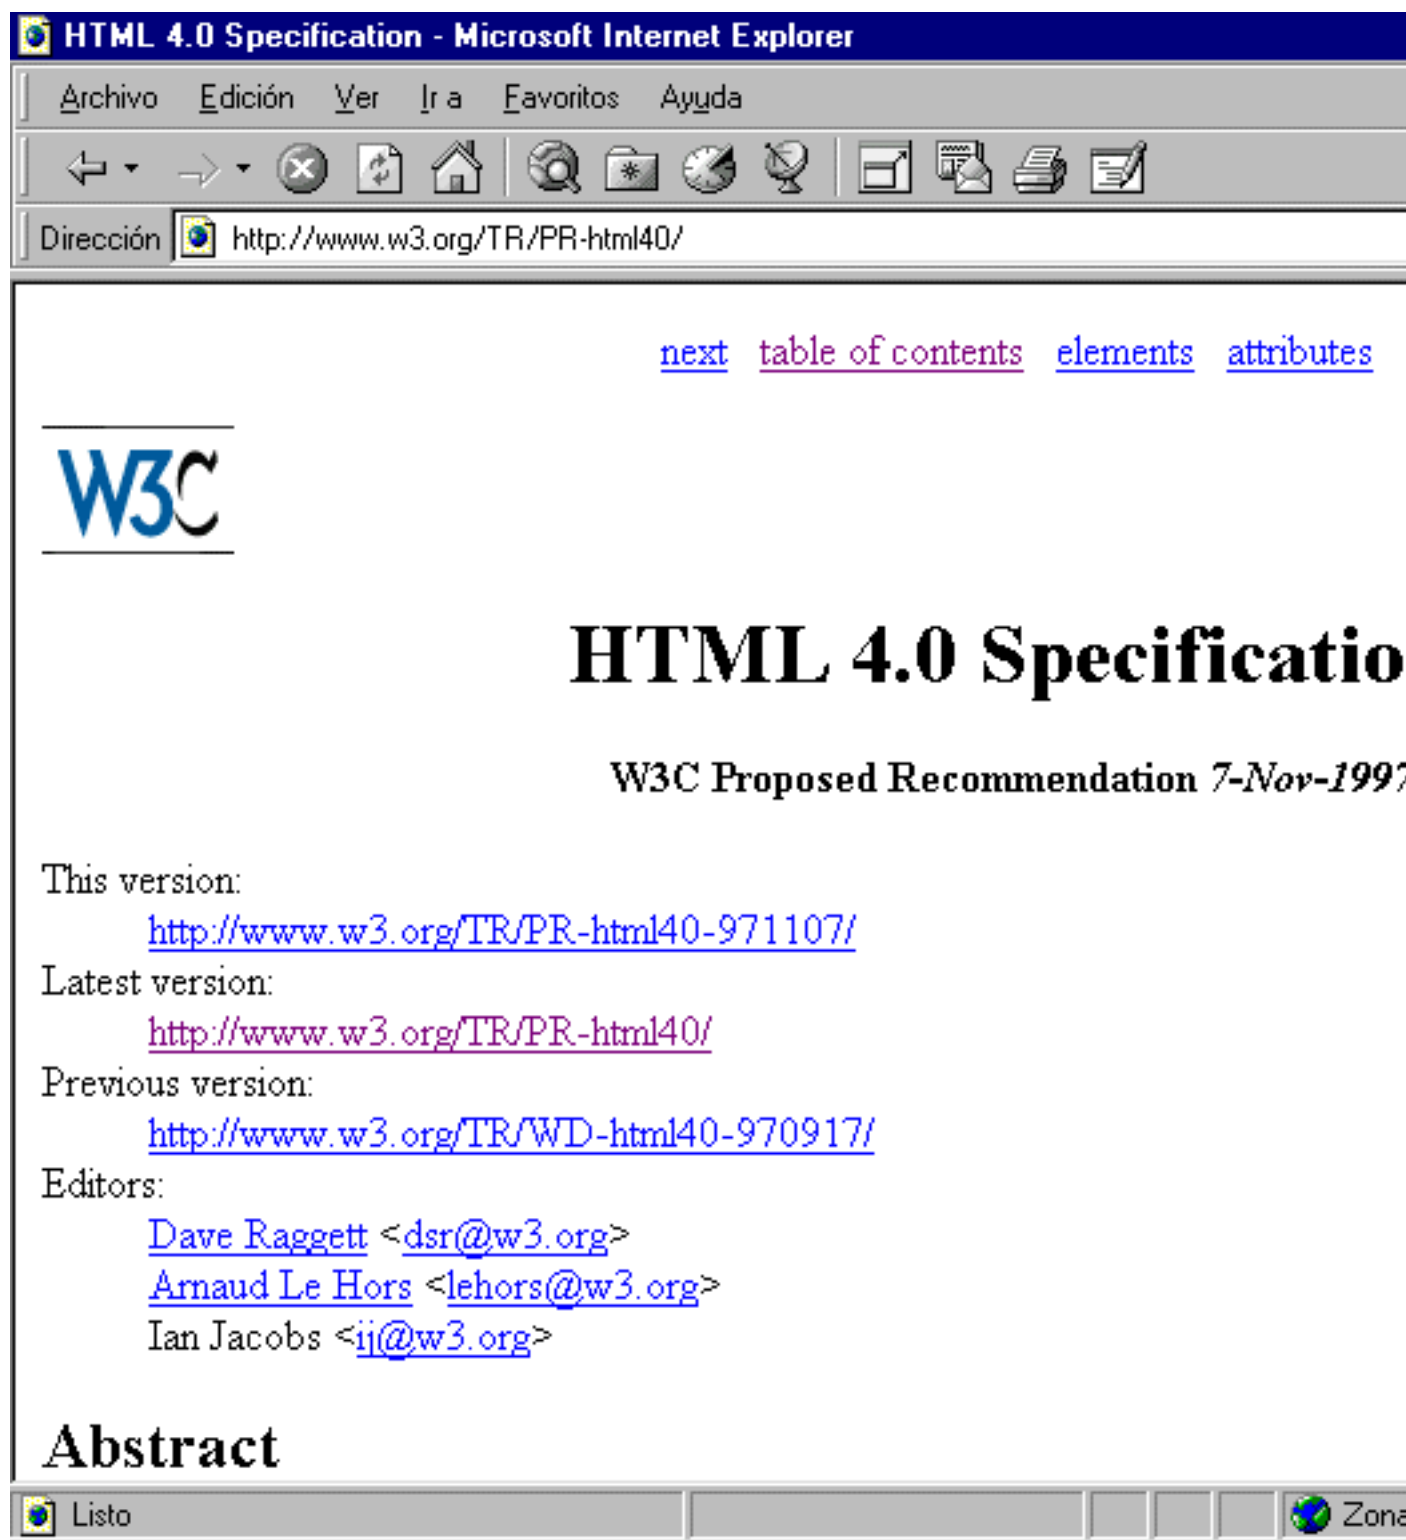 HTML 4.0 Specification - Microsoft Internet Explorer
Archivo Edición Ver Ir a Favoritos Ayuda
Dirección http://www.w3.org/TR/PR-html40/
next table of contents elements attributes
W3C
HTML 4.0 Specificatio
W3C Proposed Recommendation 7-Nov-1997
This version:
http://www.w3.org/TR/PR-html40-971107/
Latest version:
http://www.w3.org/TR/PR-html40/
Previous version:
http://www.w3.org/TR/WD-html40-970917/
Editors:
Dave Raggett <dsr@w3.org>
Arnaud Le Hors <lehors@w3.org>
Ian Jacobs <ij@w3.org>
Abstract
Listo Zona